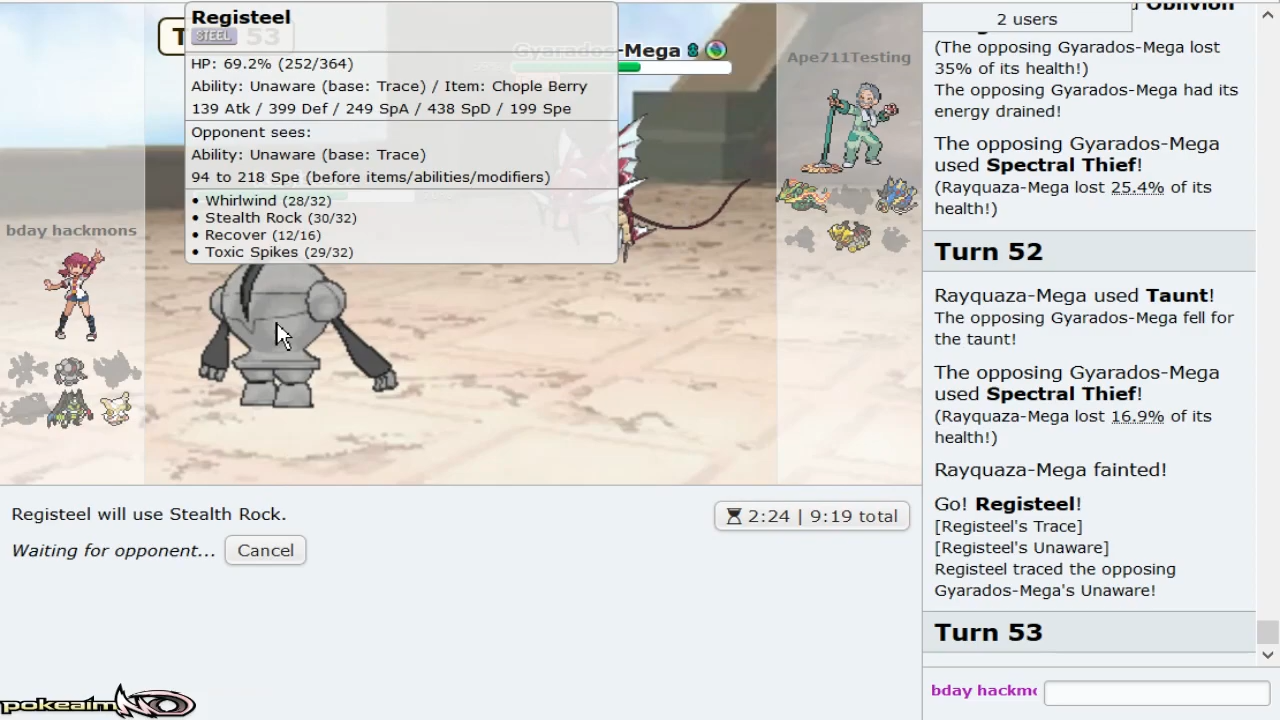 Registeel
STEEL
T
53
HP: 69.2% (252/364)
Ability: Unaware (base: Trace) / Item: Chople Berry
139 Atk / 399 Def / 249 SpA / 438 SpD / 199 Spe
Opponent sees:
Ability: Unaware (base: Trace)
94 to 218 Spe (before items/abilities/modifiers)
• Whirlwind (28/32)
• Stealth Rock (30/32)
• Recover (12/16)
• Toxic Spikes (29/32)
Gyarados-Mega
Ape711Testing
bday hackmons
Registeel will use Stealth Rock.
Waiting for opponent...
Cancel
2:24 | 9:19 total
pokeaimMD
2 users
Oblivion
(The opposing Gyarados-Mega lost
35% of its health!)
The opposing Gyarados-Mega had its
energy drained!
The opposing Gyarados-Mega
used Spectral Thief!
(Rayquaza-Mega lost 25.4% of its
health!)
Turn 52
Rayquaza-Mega used Taunt!
The opposing Gyarados-Mega fell for
the taunt!
The opposing Gyarados-Mega
used Spectral Thief!
(Rayquaza-Mega lost 16.9% of its
health!)
Rayquaza-Mega fainted!
Go! Registeel!
[Registeel's Trace]
[Registeel's Unaware]
Registeel traced the opposing
Gyarados-Mega's Unaware!
Turn 53
bday hackmo